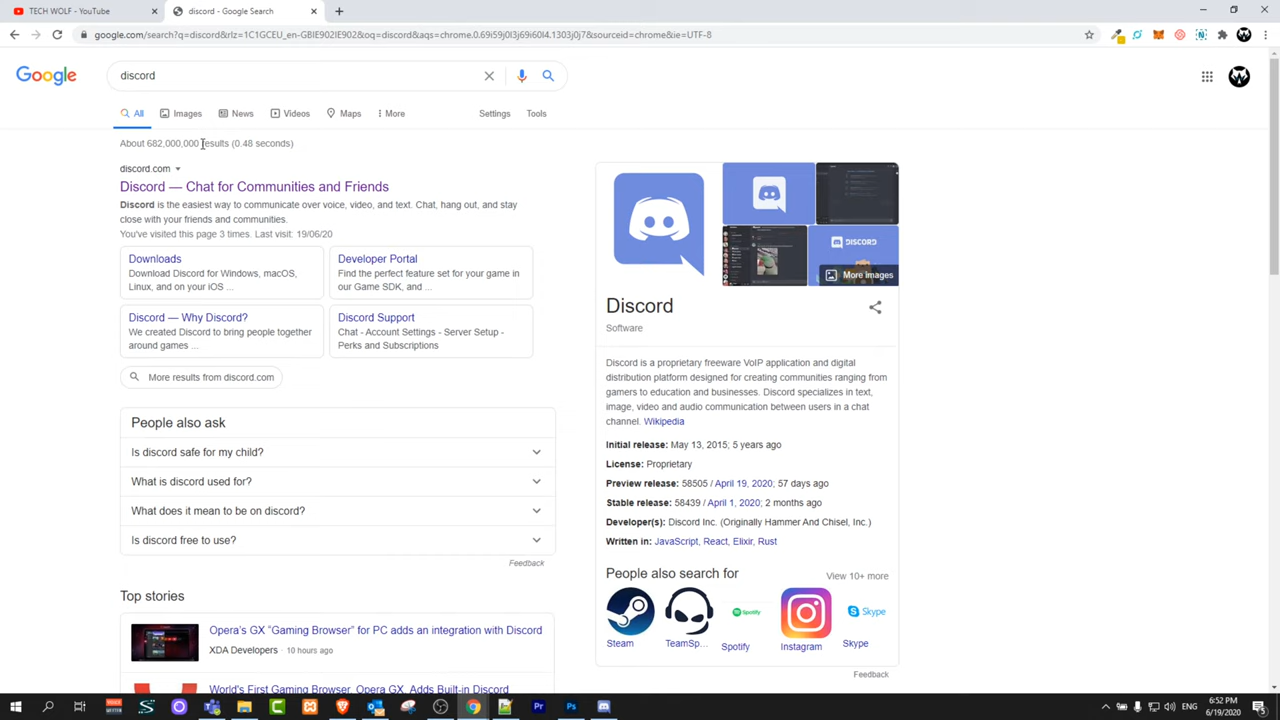 TECH WOLF - YouTube
discord - Google Search
google.com/search?q=discord&rlz=1C1GCEU_en-GBIE902IE902&oq=discord&aqs=chrome.0.69i59j0l3j69i60l4.1303j0j7&sourceid=chrome&ie=UTF-8
Google
discord
All
Images
News
Videos
Maps
More
Settings
Tools
About 682,000,000 results (0.48 seconds)
discord.com
Discord — Chat for Communities and Friends
Discord is the easiest way to communicate over voice, video, and text. Chat, hang out, and stay
close with your friends and communities.
You've visited this page 3 times. Last visit: 19/06/20
Downloads
Download Discord for Windows, macOS,
Linux, and on your iOS ...
Developer Portal
Find the perfect feature set for your game in
our Game SDK, and ...
Discord — Why Discord?
We created Discord to bring people together
around games ...
Discord Support
Chat - Account Settings - Server Setup -
Perks and Subscriptions
More results from discord.com
People also ask
Is discord safe for my child?
What is discord used for?
What does it mean to be on discord?
Is discord free to use?
Feedback
Top stories
Opera's GX “Gaming Browser” for PC adds an integration with Discord
XDA Developers · 10 hours ago
World's First Gaming Browser, Opera GX, Adds Built-in Discord
DISCORD
More images
Discord
Software
Discord is a proprietary freeware VoIP application and digital
distribution platform designed for creating communities ranging from
gamers to education and businesses. Discord specializes in text,
image, video and audio communication between users in a chat
channel. Wikipedia
Initial release: May 13, 2015; 5 years ago
License: Proprietary
Preview release: 58505 / April 19, 2020; 57 days ago
Stable release: 58439 / April 1, 2020; 2 months ago
Developer(s): Discord Inc. (Originally Hammer And Chisel, Inc.)
Written in: JavaScript, React, Elixir, Rust
People also search for
View 10+ more
Spotify
Skype
Steam
TeamSp...
Spotify
Instagram
Skype
Feedback
ENG
6:52 PM
6/19/2020